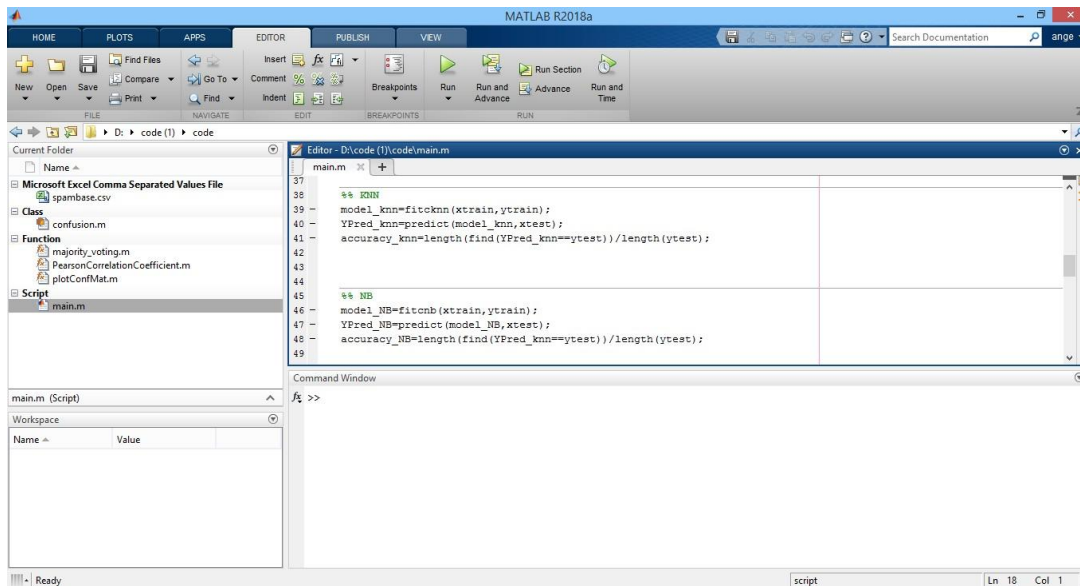 MATLAB R2018a
HOME PLOTS APPS EDITOR PUBLISH VIEW Search Documentation ange
New Open Save Find Files Compare Print Go To Find Insert Comment Indent fx Breakpoints Run Run and Advance Run Section Advance Run and Time
FILE NAVIGATE EDIT BREAKPOINTS RUN
D: code (1) code
Current Folder
Name
Microsoft Excel Comma Separated Values File
spambase.csv
Class
confusion.m
Function
majority_voting.m
PearsonCorrelationCoefficient.m
plotConfMat.m
Script
main.m
main.m (Script)
Workspace
Name Value
Editor - D:\code (1)\code\main.m
main.m
37
38 %% KNN
39 - model_knn=fitcknn(xtrain,ytrain);
40 - YPred_knn=predict(model_knn,xtest);
41 - accuracy_knn=length(find(YPred_knn==ytest))/length(ytest);
42
43
44
45 %% NB
46 - model_NB=fitcnb(xtrain,ytrain);
47 - YPred_NB=predict(model_NB,xtest);
48 - accuracy_NB=length(find(YPred_knn==ytest))/length(ytest);
49
Command Window
fx >>
Ready script Ln 18 Col 1